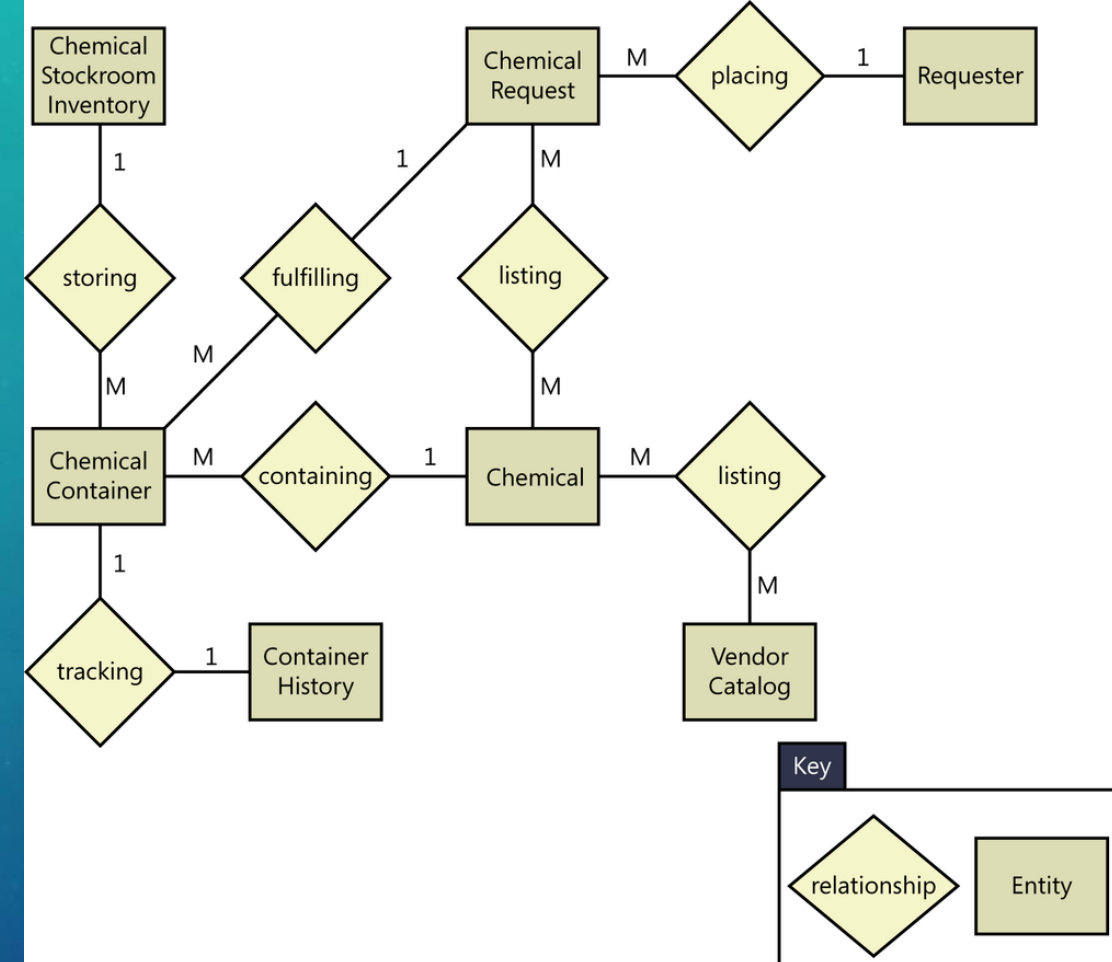 Chemical
Stockroom
Inventory
Chemical
Request
M
placing
1
Requester
1
1
M
storing
fulfilling
listing
M
M
M
Chemical
Container
M
containing
1
Chemical
M
listing
1
M
tracking
1
Container
History
Vendor
Catalog
Key
relationship
Entity